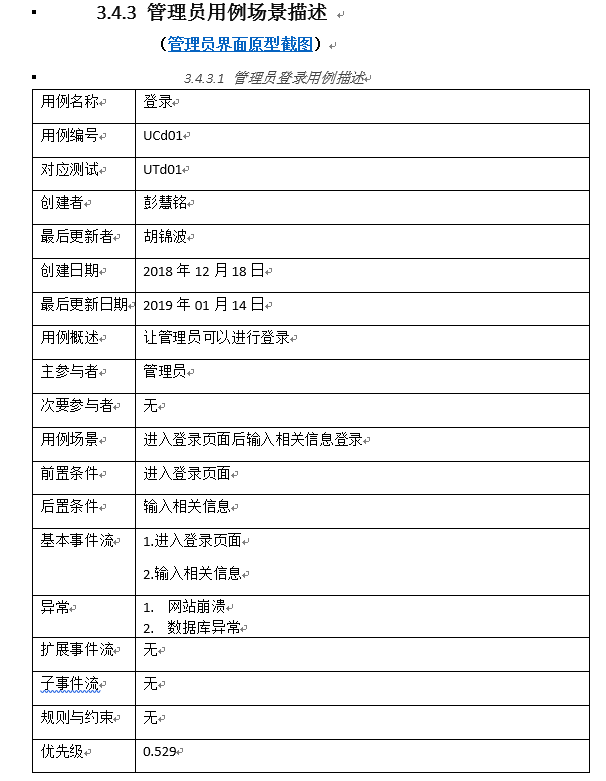 3.4.3 管理员用例场景描述
（管理员界面原型截图）
3.4.3.1 管理员登录用例描述
用例名称 登录
用例编号 UCd01
对应测试 UTd01
创建者 彭慧铭
最后更新者 胡锦波
创建日期 2018 年 12 月 18 日
最后更新日期 2019 年 01 月 14 日
用例概述 让管理员可以进行登录
主参与者 管理员
次要参与者 无
用例场景 进入登录页面后输入相关信息登录
前置条件 进入登录页面
后置条件 输入相关信息
基本事件流 1.进入登录页面
2.输入相关信息
异常 1. 网站崩溃
2. 数据库异常
扩展事件流 无
子事件流 无
规则与约束 无
优先级 0.529